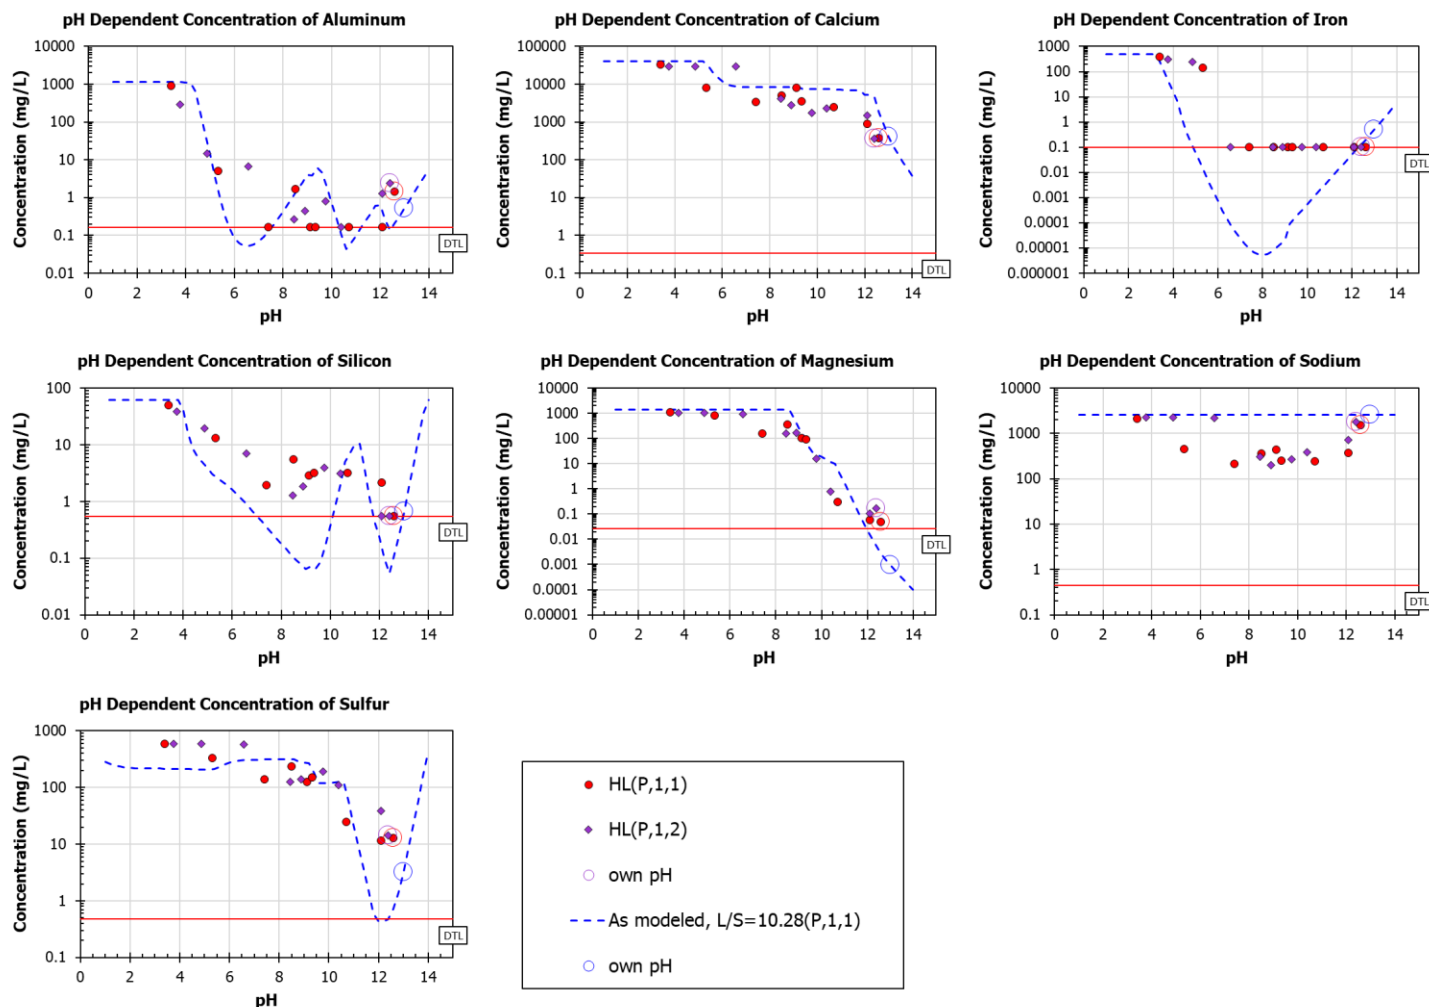 pH Dependent Concentration of Aluminum
Concentration (mg/L)
10000
1000
100
10
1
0.1
0.01
DTL
0 2 4 6 8 10 12 14
pH
pH Dependent Concentration of Calcium
Concentration (mg/L)
100000
10000
1000
100
10
1
0.1
DTL
0 2 4 6 8 10 12 14
pH
pH Dependent Concentration of Iron
Concentration (mg/L)
1000
100
10
1
0.1
0.01
0.001
0.0001
0.00001
0.000001
DTL
0 2 4 6 8 10 12 14
pH
pH Dependent Concentration of Silicon
Concentration (mg/L)
100
10
1
0.1
0.01
DTL
0 2 4 6 8 10 12 14
pH
pH Dependent Concentration of Magnesium
Concentration (mg/L)
10000
1000
100
10
1
0.1
0.01
0.001
0.0001
0.00001
DTL
0 2 4 6 8 10 12 14
pH
pH Dependent Concentration of Sodium
Concentration (mg/L)
10000
1000
100
10
1
0.1
DTL
0 2 4 6 8 10 12 14
pH
pH Dependent Concentration of Sulfur
Concentration (mg/L)
1000
100
10
1
0.1
DTL
0 2 4 6 8 10 12 14
pH
HL(P,1,1)
HL(P,1,2)
own pH
As modeled, L/S=10.28(P,1,1)
own pH